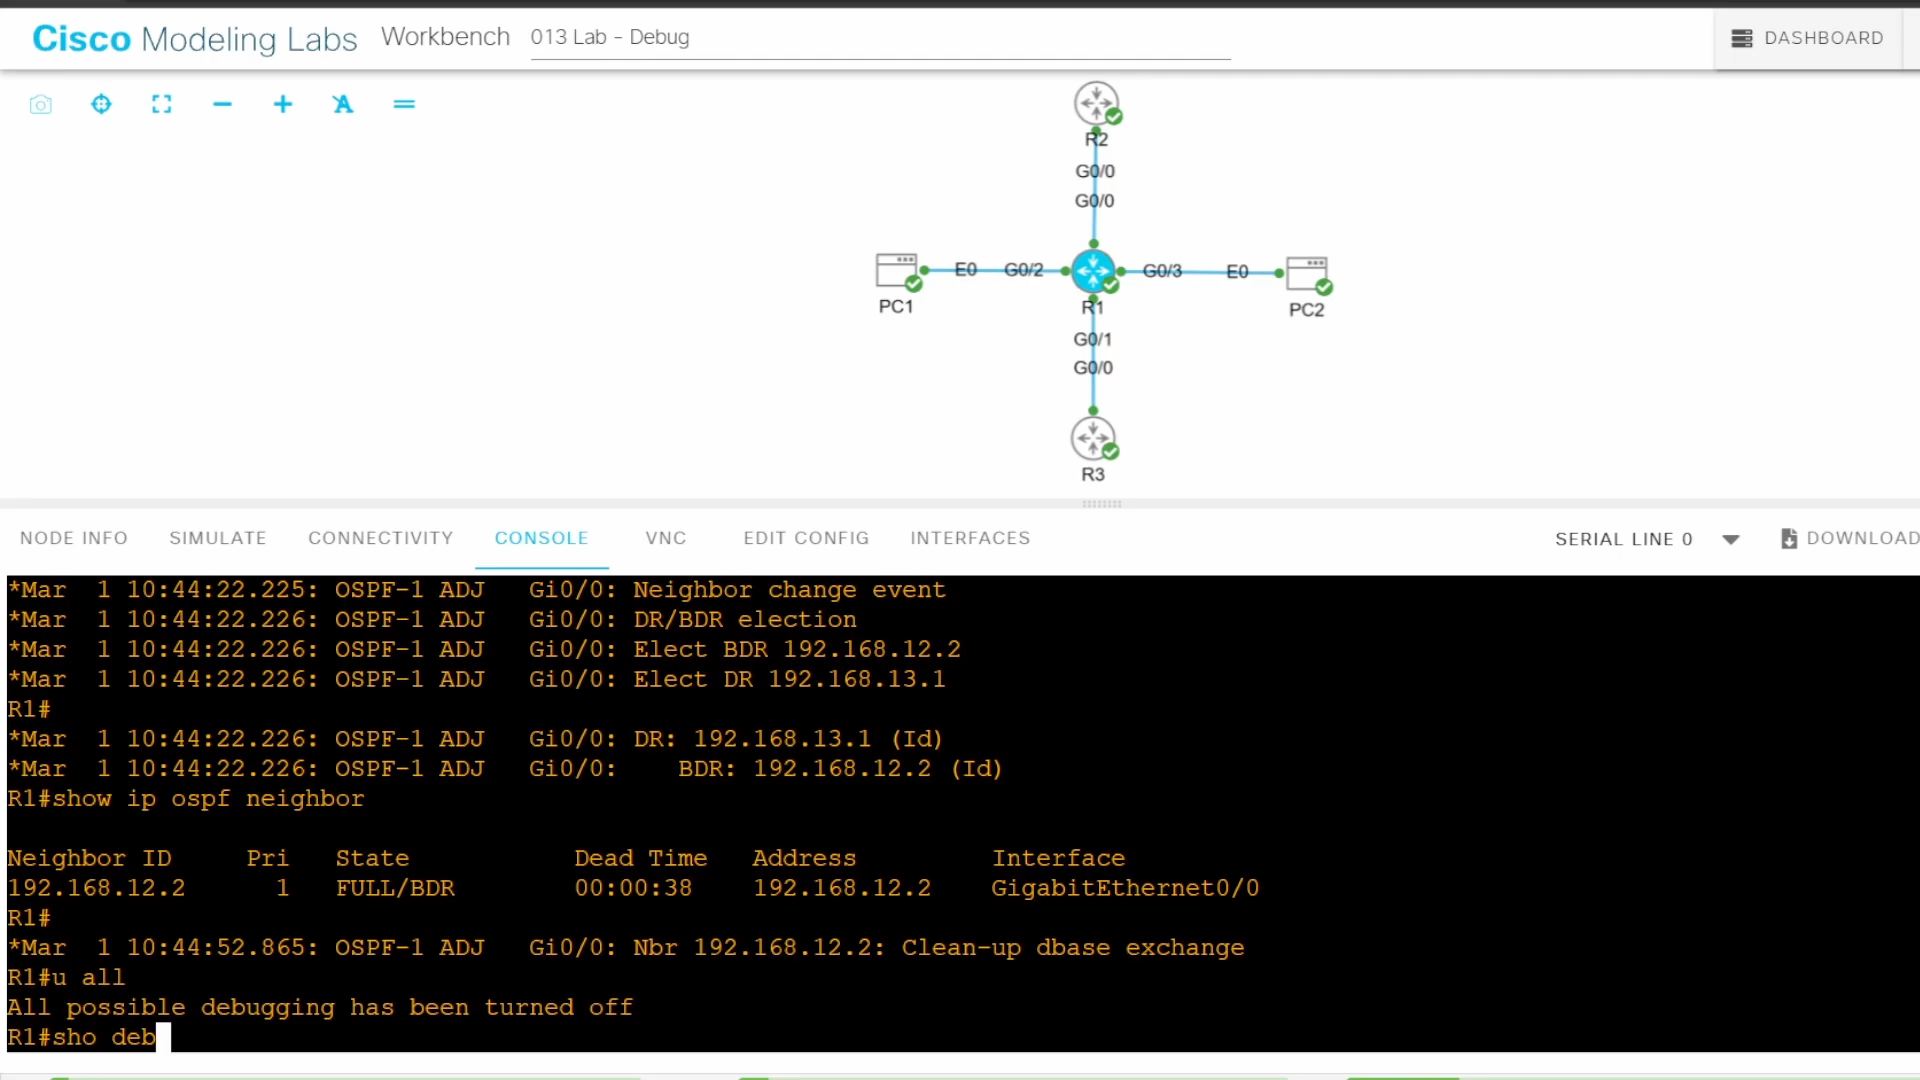 Cisco Modeling Labs Workbench 013 Lab - Debug DASHBOARD
R2
G0/0
G0/0
E0 G0/2 G0/3 E0
PC1 R1 PC2
G0/1
G0/0
R3
NODE INFO SIMULATE CONNECTIVITY CONSOLE VNC EDIT CONFIG INTERFACES SERIAL LINE 0 DOWNLOAD
*Mar  1 10:44:22.225: OSPF-1 ADJ   Gi0/0: Neighbor change event
*Mar  1 10:44:22.226: OSPF-1 ADJ   Gi0/0: DR/BDR election
*Mar  1 10:44:22.226: OSPF-1 ADJ   Gi0/0: Elect BDR 192.168.12.2
*Mar  1 10:44:22.226: OSPF-1 ADJ   Gi0/0: Elect DR 192.168.13.1
R1#
*Mar  1 10:44:22.226: OSPF-1 ADJ   Gi0/0: DR: 192.168.13.1 (Id)
*Mar  1 10:44:22.226: OSPF-1 ADJ   Gi0/0:    BDR: 192.168.12.2 (Id)
R1#show ip ospf neighbor
Neighbor ID     Pri   State           Dead Time   Address         Interface
192.168.12.2      1   FULL/BDR        00:00:38    192.168.12.2    GigabitEthernet0/0
R1#
*Mar  1 10:44:52.865: OSPF-1 ADJ   Gi0/0: Nbr 192.168.12.2: Clean-up dbase exchange
R1#u all
All possible debugging has been turned off
R1#sho deb